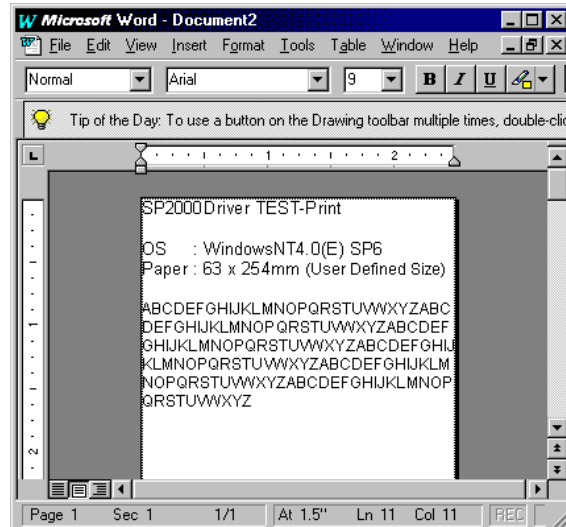 Microsoft Word - Document2
File Edit View Insert Format Tools Table Window Help
Normal Arial 9 B I U
Tip of the Day: To use a button on the Drawing toolbar multiple times, double-clic
1 2
SP2000Driver TEST-Print
OS : WindowsNT4.0(E) SP6
Paper : 63 x 254mm (User Defined Size)
ABCDEFGHIJKLMNOPQRSTUVWXYZABC
DEFGHIJKLMNOPQRSTUVWXYZABCDEF
GHIJKLMNOPQRSTUVWXYZABCDEFGHIJ
KLMNOPQRSTUVWXYZABCDEFGHIJKLM
NOPQRSTUVWXYZABCDEFGHIJKLMNOP
QRSTUVWXYZ
1
2
Page 1 Sec 1 1/1 At 1.5" Ln 11 Col 11 REC